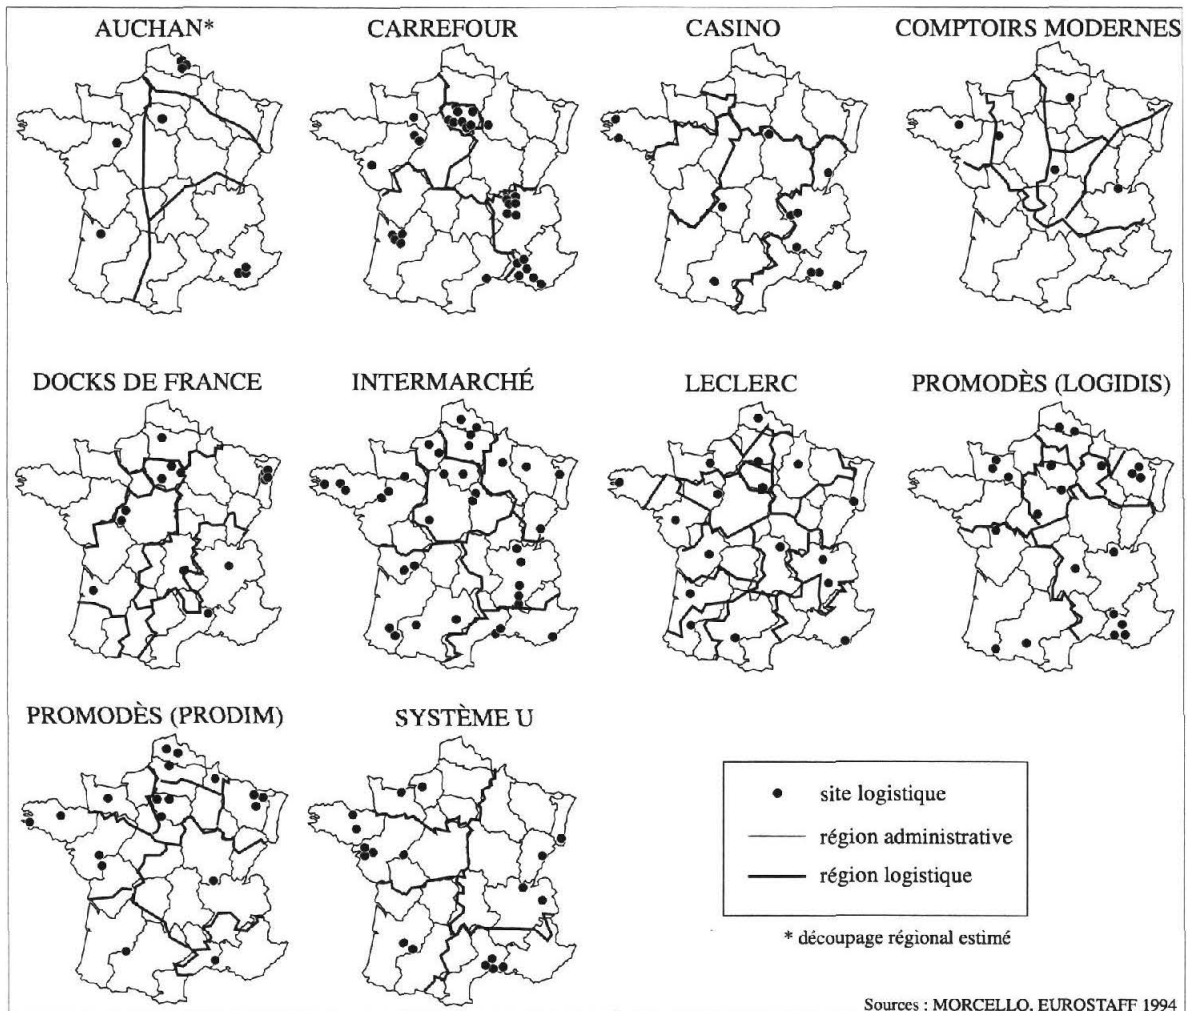 AUCHAN*
CARREFOUR
CASINO
COMPTOIRS MODERNES
DOCKS DE FRANCE
INTERMARCHÉ
LECLERC
PROMODÈS (LOGIDIS)
PROMODÈS (PRODIM)
SYSTÈME U
site logistique
région administrative
région logistique
* découpage régional estimé
Sources : MORCELLO, EUROSTAFF 1994